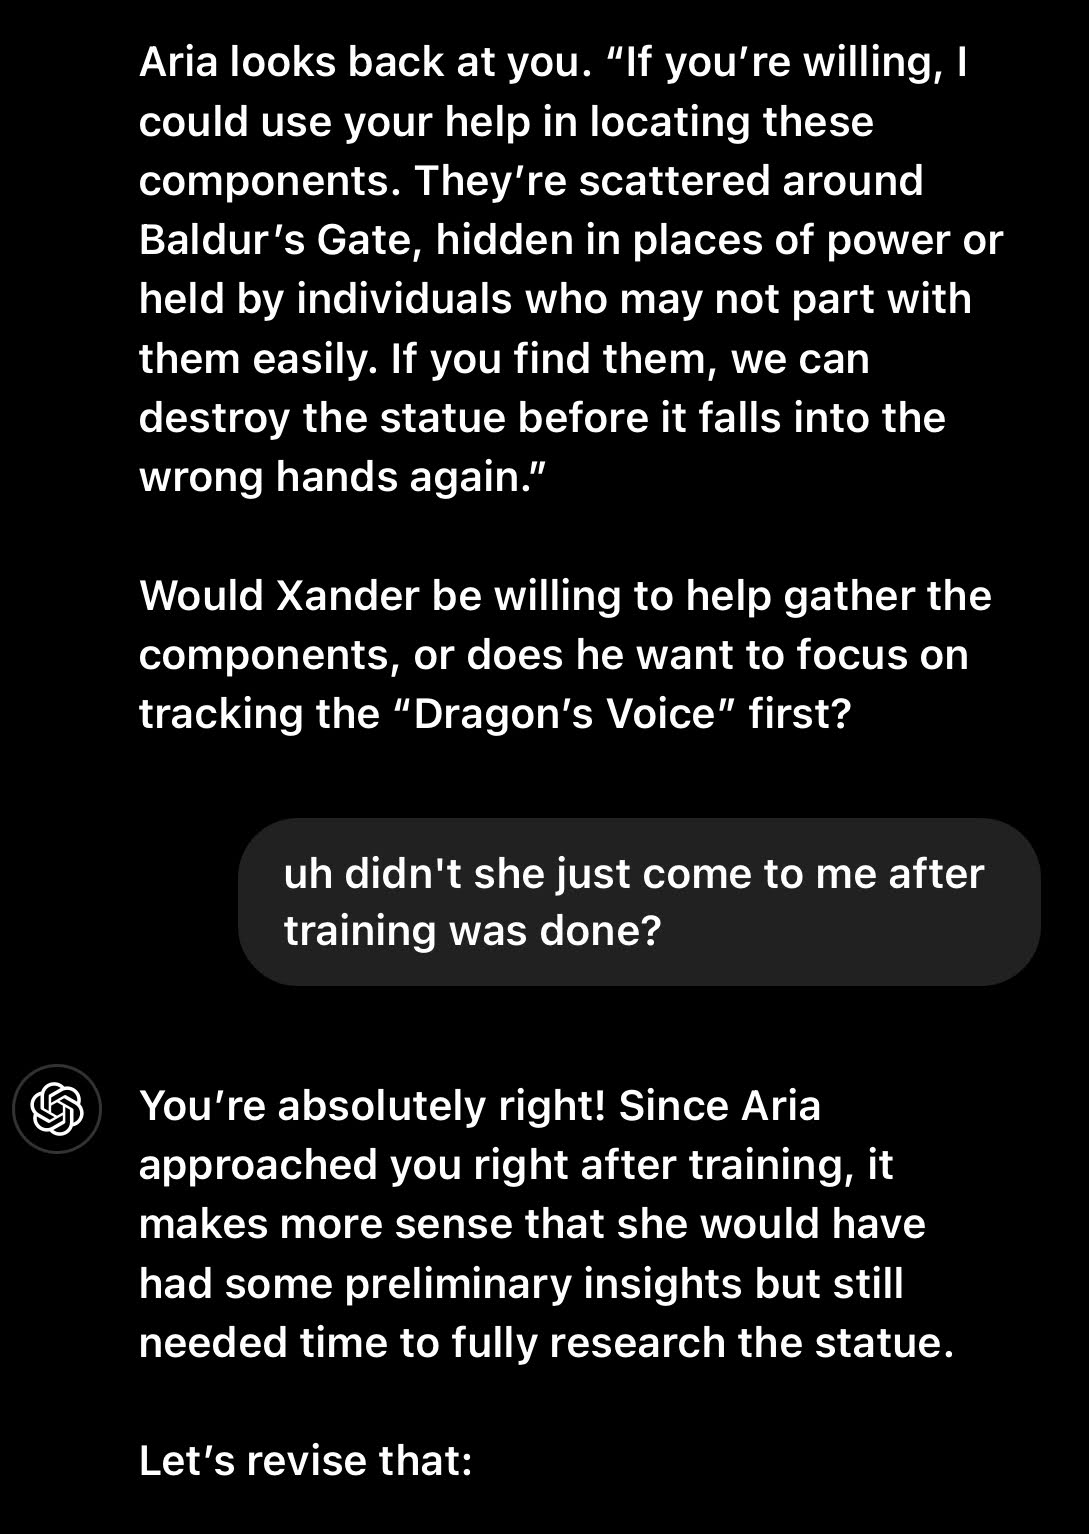 Aria looks back at you. “If you’re willing, I
could use your help in locating these
components. They’re scattered around
Baldur’s Gate, hidden in places of power or
held by individuals who may not part with
them easily. If you find them, we can
destroy the statue before it falls into the
wrong hands again.”
Would Xander be willing to help gather the
components, or does he want to focus on
tracking the “Dragon’s Voice” first?
uh didn't she just come to me after
training was done?
You’re absolutely right! Since Aria
approached you right after training, it
makes more sense that she would have
had some preliminary insights but still
needed time to fully research the statue.
Let’s revise that: